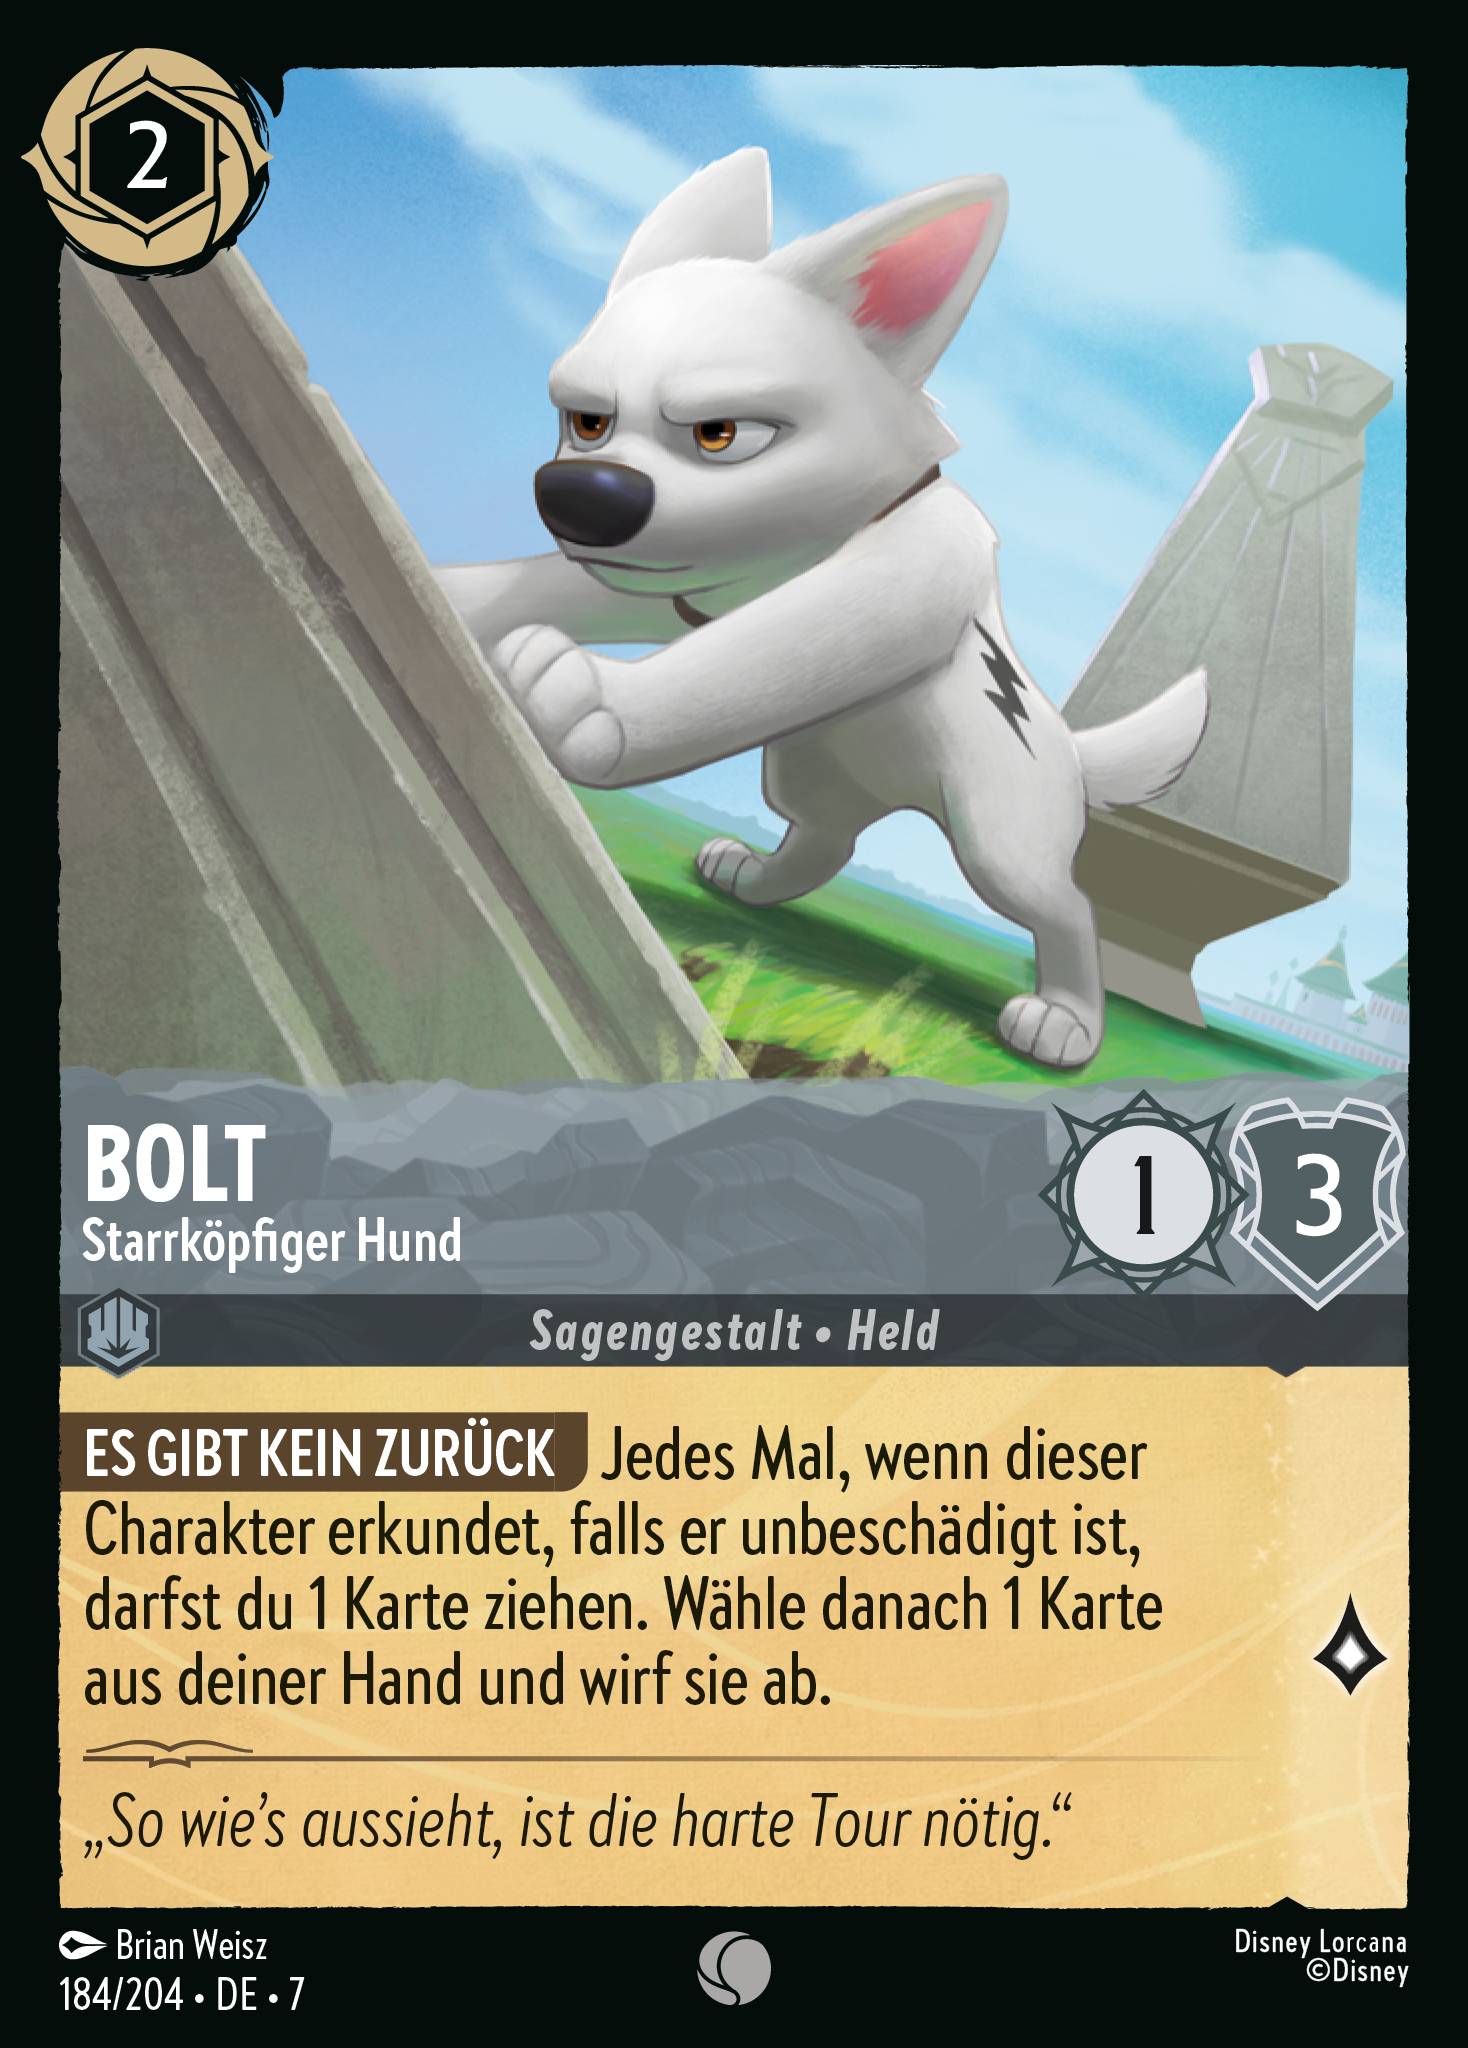 2
BOLT
Starrköpfiger Hund
1
3
Sagengestalt • Held
ES GIBT KEIN ZURÜCK Jedes Mal, wenn dieser
Charakter erkundet, falls er unbeschädigt ist,
darfst du 1 Karte ziehen. Wähle danach 1 Karte
aus deiner Hand und wirf sie ab.
„So wie’s aussieht, ist die harte Tour nötig.“
Brian Weisz
184/204 • DE • 7
Disney Lorcana
©Disney